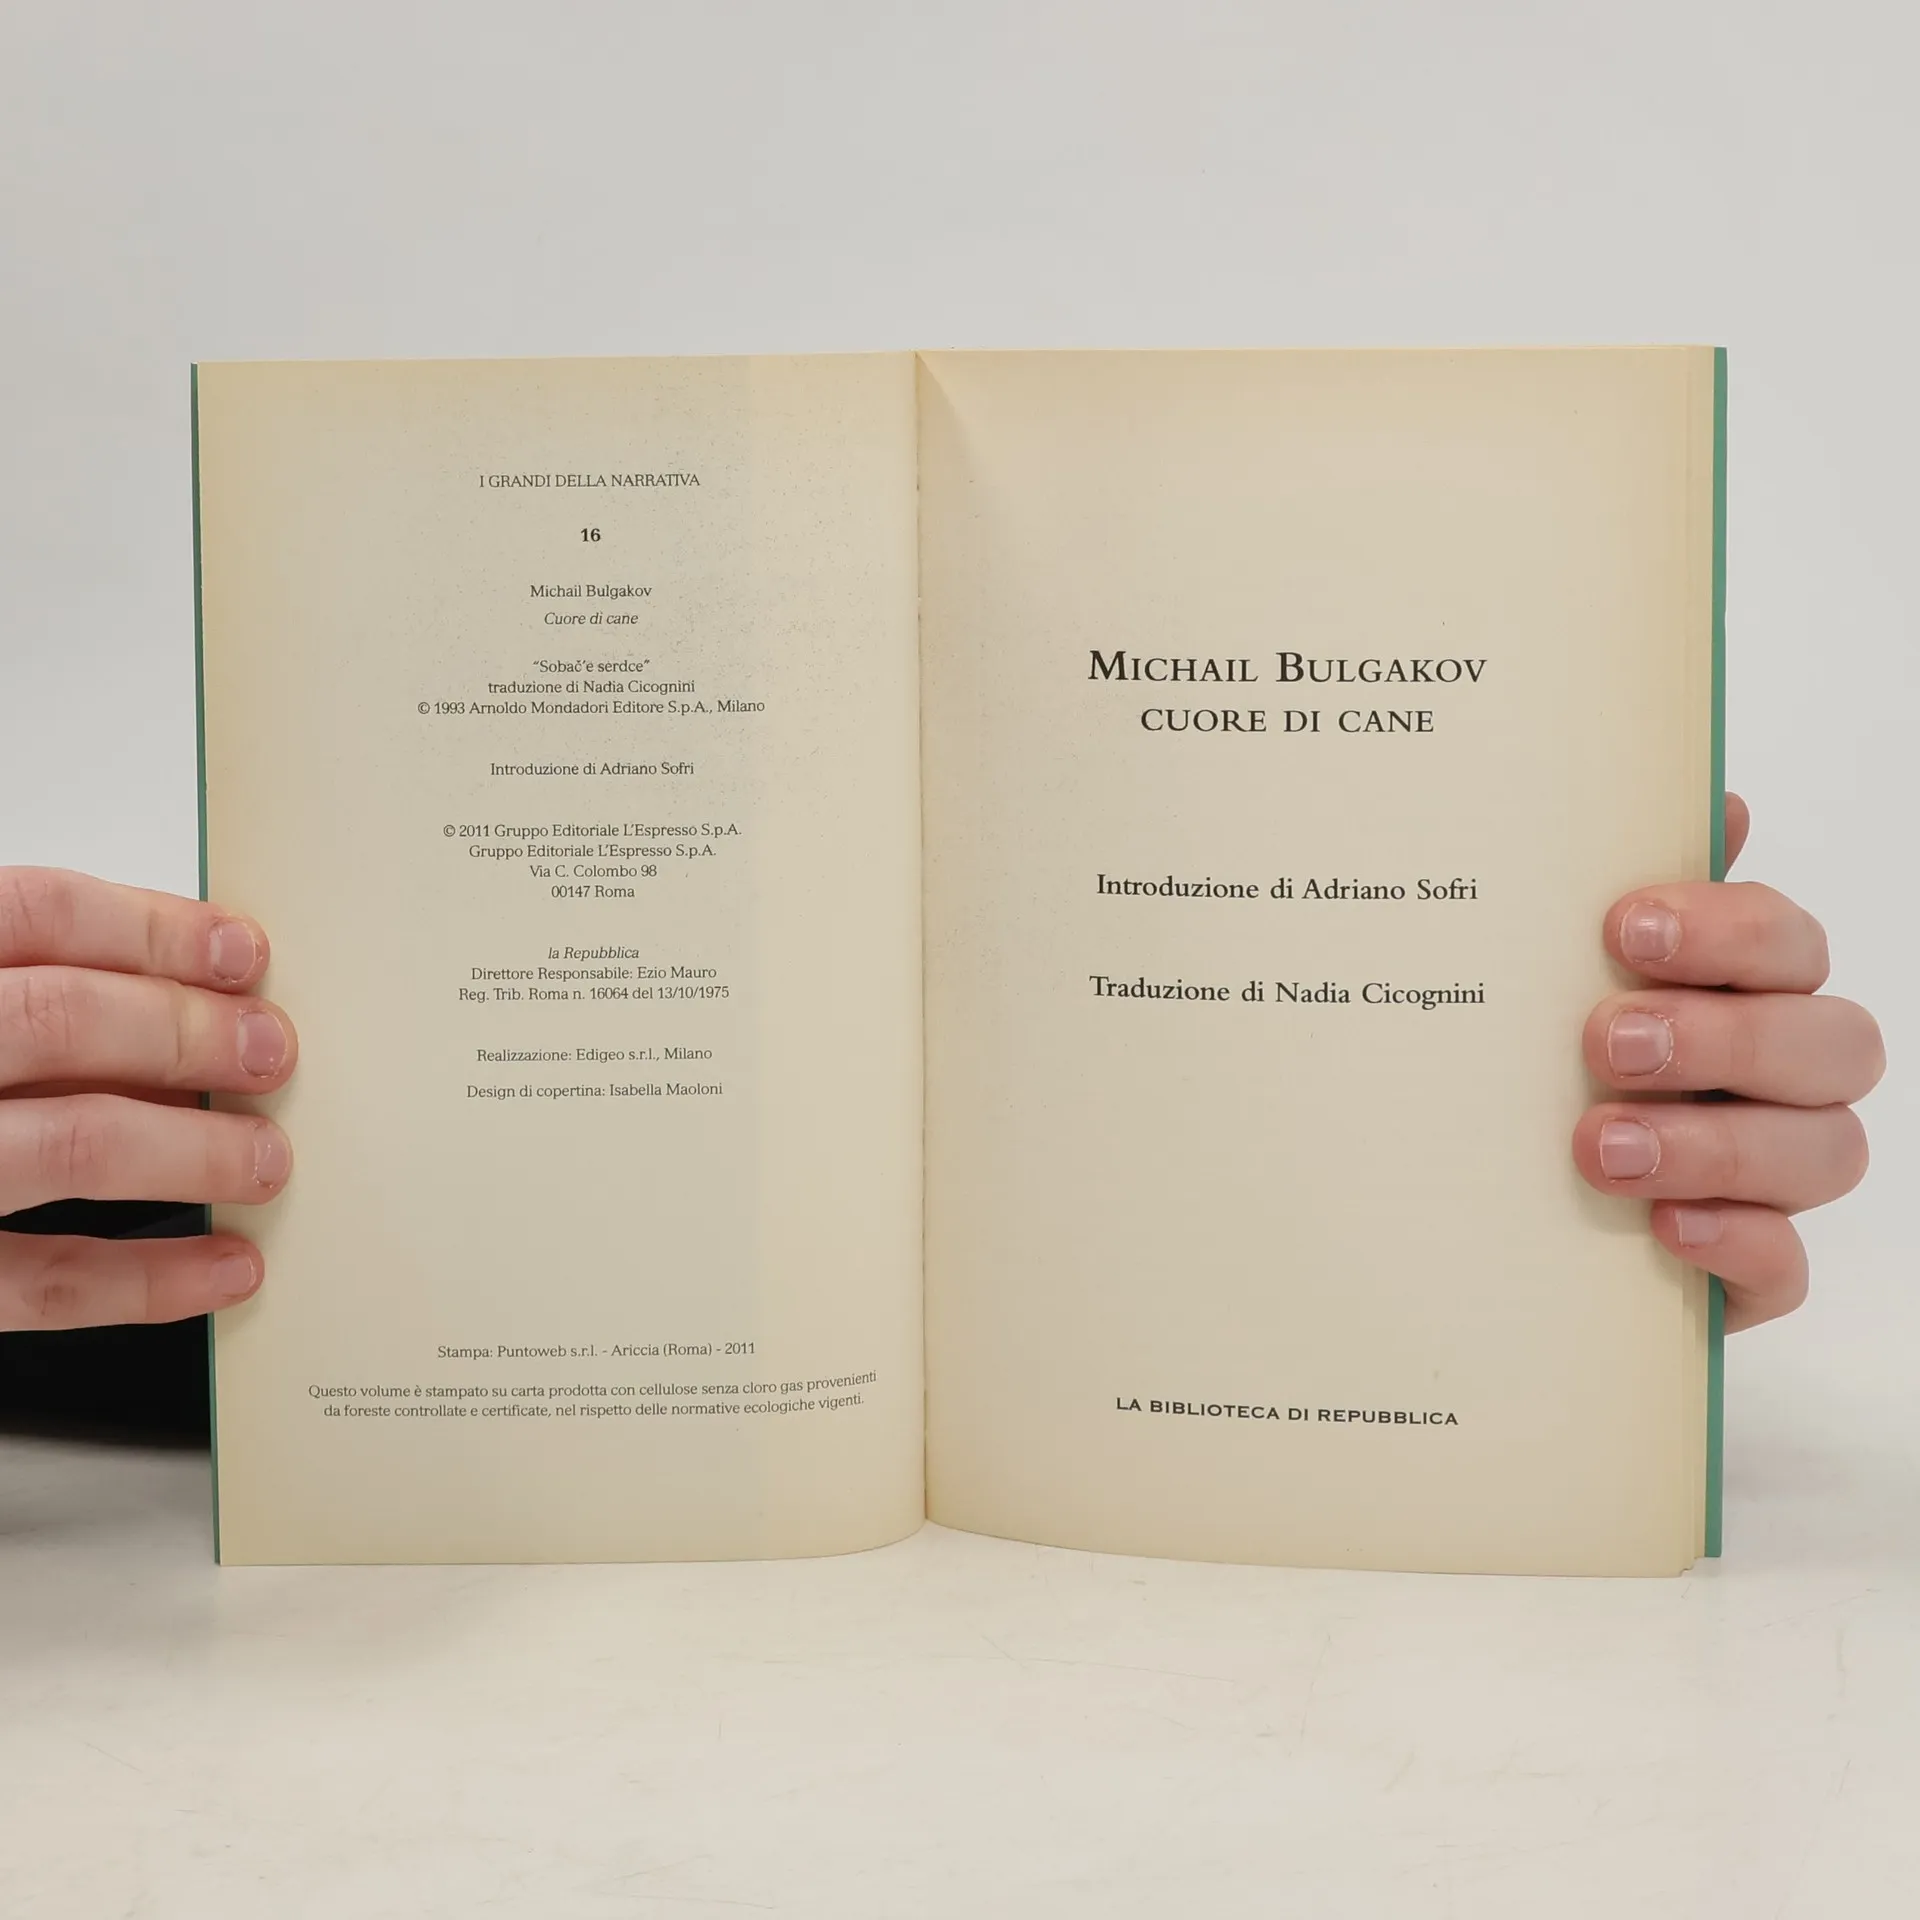 I GRANDI DELLA NARRATIVA
16
Michail Bulgakov
Cuore di cane
“Sobač’e serdce”
traduzione di Nadia Cicognini
© 1993 Arnoldo Mondadori Editore S.p.A., Milano
Introduzione di Adriano Sofri
© 2011 Gruppo Editoriale L’Espresso S.p.A.
Gruppo Editoriale L’Espresso S.p.A.
Via C. Colombo 98
00147 Roma
la Repubblica
Direttore Responsabile: Ezio Mauro
Reg. Trib. Roma n. 16064 del 13/10/1975
Realizzazione: Edigeo s.r.l., Milano
Design di copertina: Isabella Maoloni
Stampa: Puntoweb s.r.l. - Ariccia (Roma) - 2011
Questo volume è stampato su carta prodotta con cellulose senza cloro gas provenienti
da foreste controllate e certificate, nel rispetto delle normative ecologiche vigenti.
MICHAIL BULGAKOV
CUORE DI CANE
Introduzione di Adriano Sofri
Traduzione di Nadia Cicognini
LA BIBLIOTECA DI REPUBBLICA